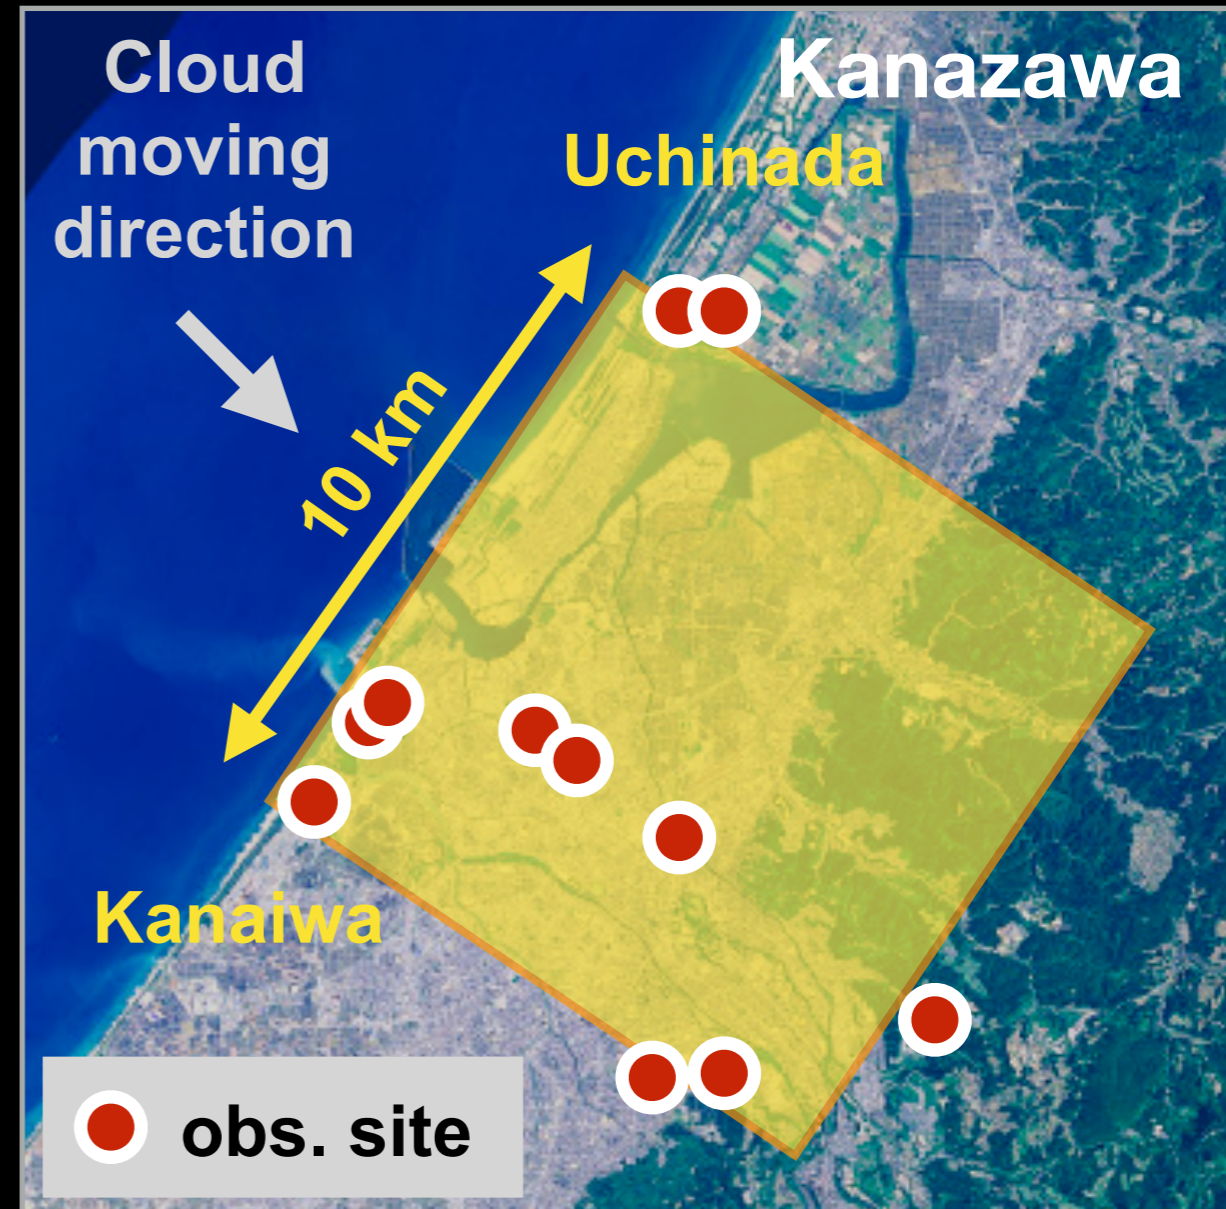 Cloud
moving
direction
Kanazawa
Uchinada
10 km
Kanaiwa
obs. site